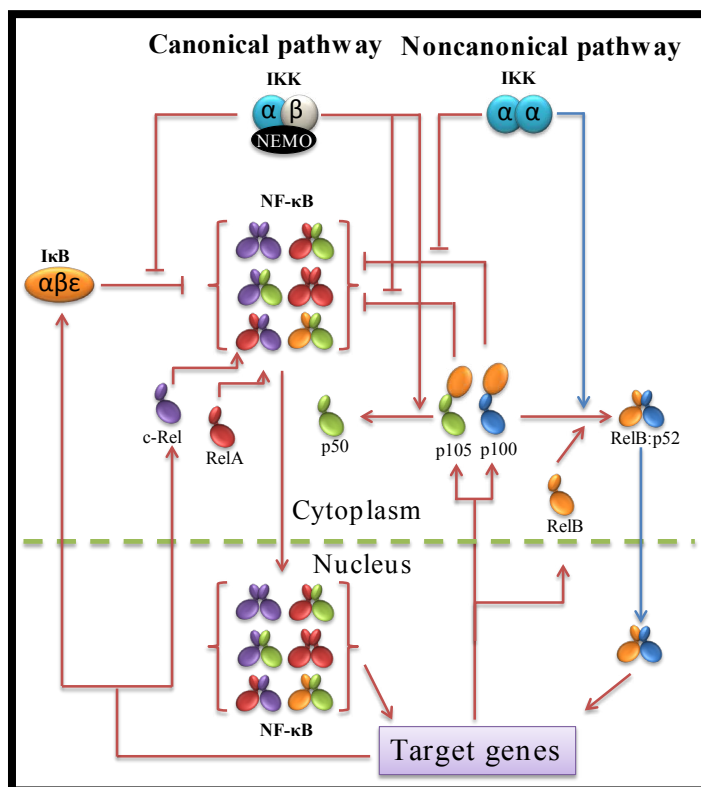 Canonical pathway
Noncanonical pathway
IKK
α β
NEMO
IKK
α α
NF-κB
IκB
αβε
c-Rel
RelA
p50
p105
p100
RelB:p52
RelB
Cytoplasm
Nucleus
NF-κB
Target genes